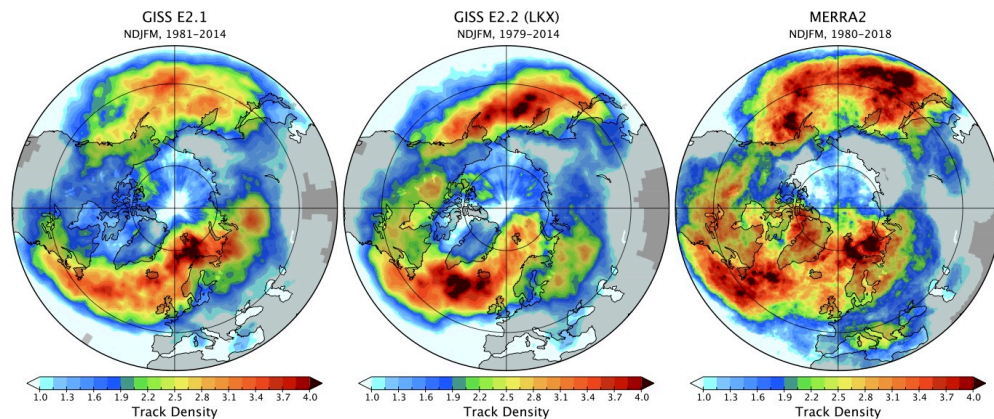 GISS E2.1
NDJFM, 1981–2014
GISS E2.2 (LKX)
NDJFM, 1979–2014
MERRA2
NDJFM, 1980–2018
1.0 1.3 1.6 1.9 2.2 2.5 2.8 3.1 3.4 3.7 4.0
Track Density
1.0 1.3 1.6 1.9 2.2 2.5 2.8 3.1 3.4 3.7 4.0
Track Density
1.0 1.3 1.6 1.9 2.2 2.5 2.8 3.1 3.4 3.7 4.0
Track Density